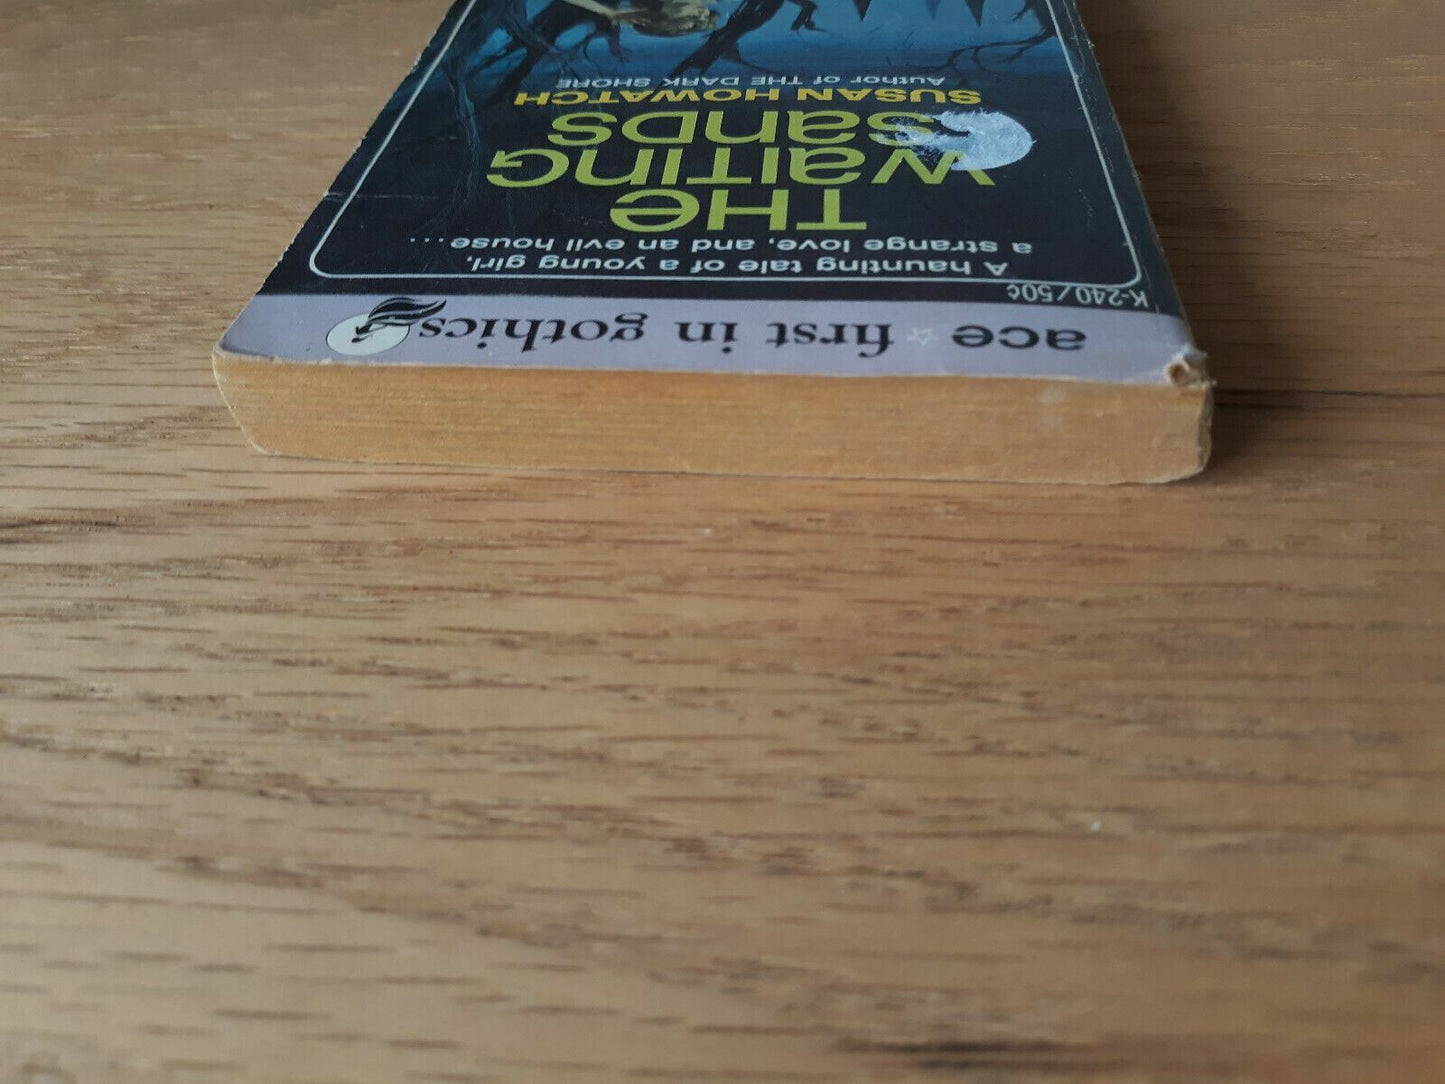 ace ☆ first in gothics
K-240/50¢
A haunting tale of a young girl,
a strange love, and an evil house...
THe
WaITInG
SanDS
SUSAN HOWATCH
Author of THE DARK SHORE